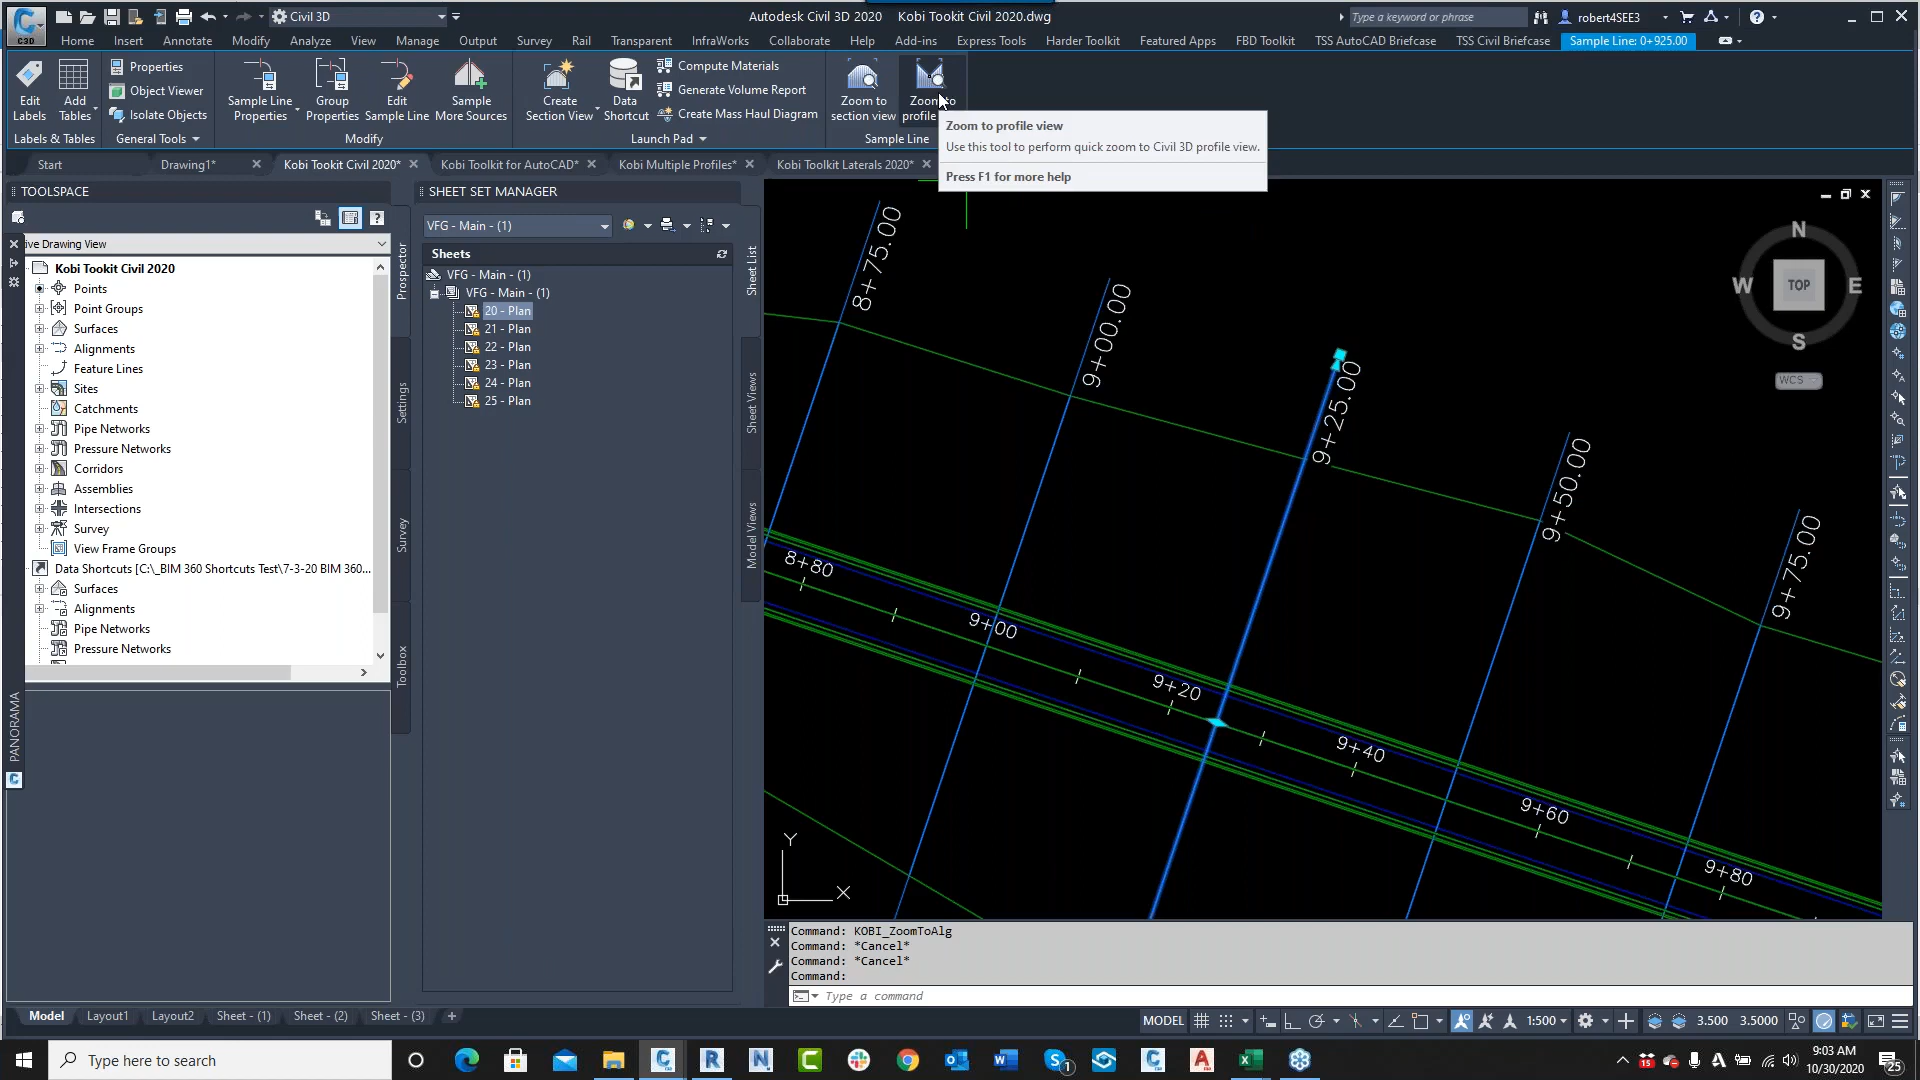 Civil 3D
Autodesk Civil 3D 2020 Kobi Tookit Civil 2020.dwg
Type a keyword or phrase
robert4SEE3
C3D
Home Insert Annotate Modify Analyze View Manage Output Survey Rail Transparent InfraWorks Collaborate Help Add-ins Express Tools Harder Toolkit Featured Apps FBD Toolkit TSS AutoCAD Briefcase TSS Civil Briefcase Sample Line: 0+925.00
Edit Labels
Add Tables
Properties
Object Viewer
Isolate Objects
Sample Line Properties
Group Properties
Edit Sample Line
Sample More Sources
Create Section View
Data Shortcut
Compute Materials
Generate Volume Report
Create Mass Haul Diagram
Zoom to section view
Zoom to profile
Labels & Tables General Tools Modify Launch Pad Sample Line
Zoom to profile view
Use this tool to perform quick zoom to Civil 3D profile view.
Press F1 for more help
Start Drawing1* Kobi Tookit Civil 2020* Kobi Toolkit for AutoCAD* Kobi Multiple Profiles* Kobi Toolkit Laterals 2020*
TOOLSPACE
ive Drawing View
Kobi Tookit Civil 2020
Points
Point Groups
Surfaces
Alignments
Feature Lines
Sites
Catchments
Pipe Networks
Pressure Networks
Corridors
Assemblies
Intersections
Survey
View Frame Groups
Data Shortcuts [C:\_BIM 360 Shortcuts Test\7-3-20 BIM 360...
Surfaces
Alignments
Pipe Networks
Pressure Networks
Prospector
Settings
Survey
Toolbox
PANORAMA
SHEET SET MANAGER
VFG - Main - (1)
Sheets
VFG - Main - (1)
VFG - Main - (1)
20 - Plan
21 - Plan
22 - Plan
23 - Plan
24 - Plan
25 - Plan
Sheet List
Sheet Views
Model Views
8+75.00
9+00.00
9+25.00
9+50.00
9+75.00
8+80
9+00
9+20
9+40
9+60
9+80
N
W TOP E
S
WCS
Y
X
Command: KOBI_ZoomToAlg
Command: *Cancel*
Command: *Cancel*
Command:
Type a command
Model Layout1 Layout2 Sheet - (1) Sheet - (2) Sheet - (3) +
MODEL 1:500 3.500 3.5000
Type here to search
1
15
9:03 AM
10/30/2020
25